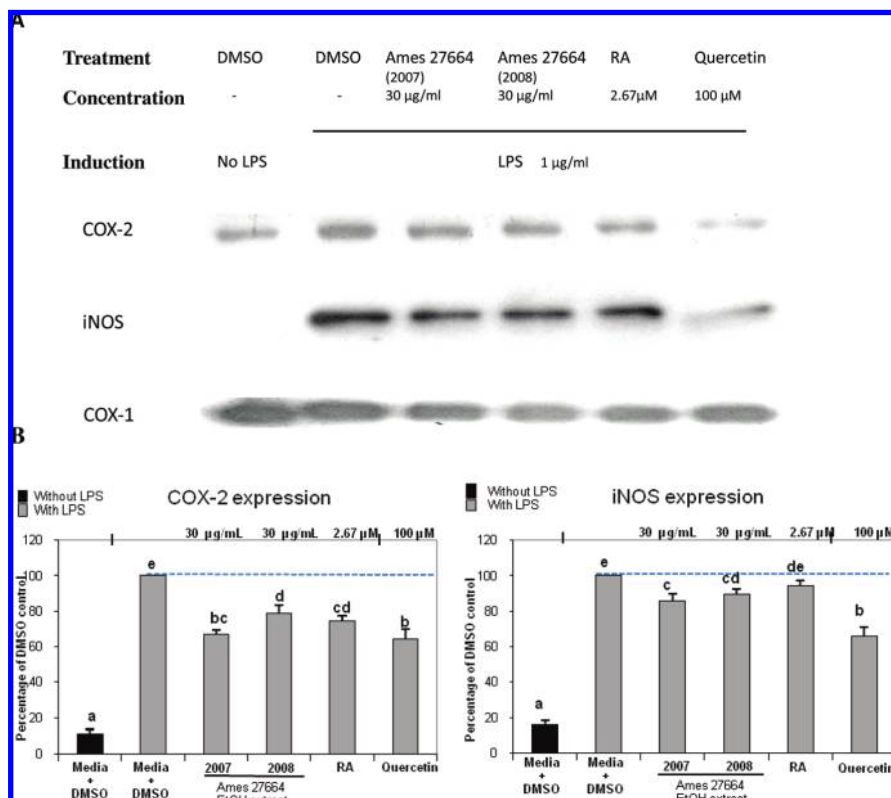 A
Treatment DMSO DMSO Ames 27664 Ames 27664 RA Quercetin
(2007) (2008)
Concentration - - 30 µg/ml 30 µg/ml 2.67µM 100 µM
Induction No LPS LPS 1 µg/ml
COX-2
iNOS
COX-1
B
Without LPS
With LPS
COX-2 expression
30 µg/mL 30 µg/mL 2.67 µM 100 µM
Percentage of DMSO control
120
100
80
60
40
20
0
a e bc d cd b
Media + DMSO
Media + DMSO
2007 2008 RA Quercetin
Ames 27664
Without LPS
With LPS
iNOS expression
30 µg/mL 30 µg/mL 2.67 µM 100 µM
Percentage of DMSO control
120
100
80
60
40
20
0
a e c cd de b
Media + DMSO
Media + DMSO
2007 2008 RA Quercetin
Ames 27664